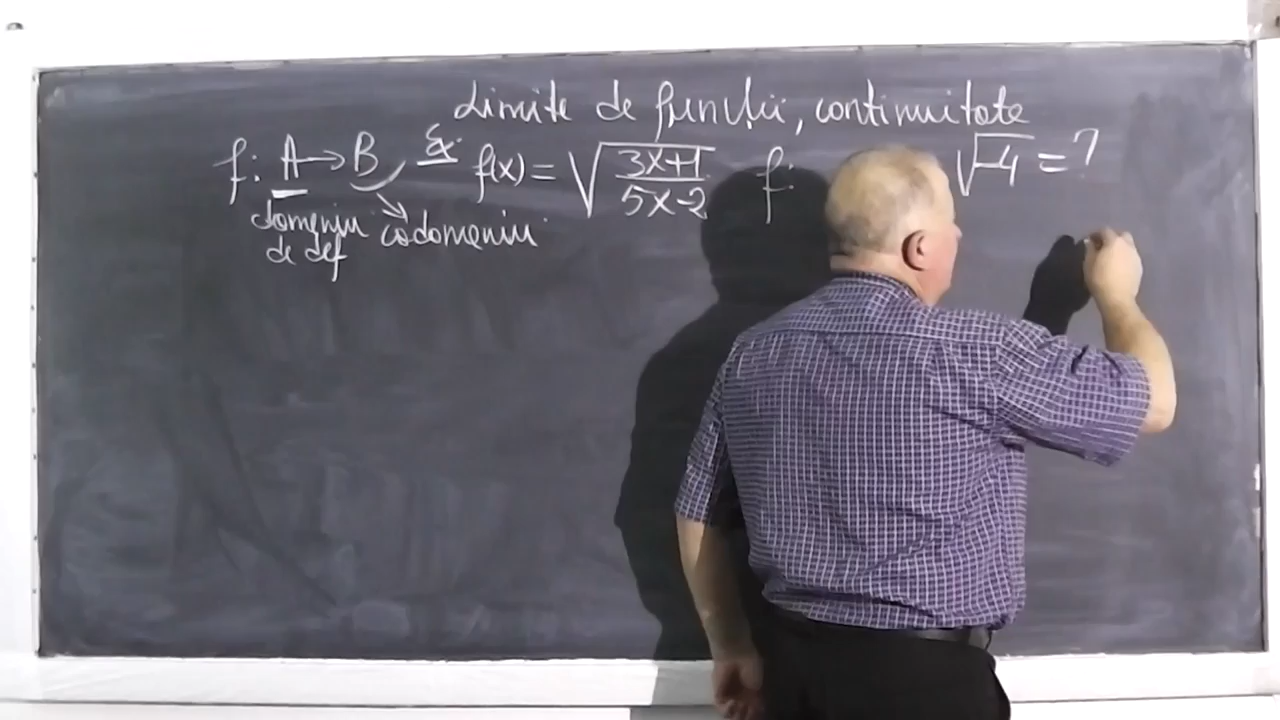 Limite de funcții, continuitate
f: A→B, Ex: f(x) = √(3x+1 / 5x-2) f: √-4 = ?
domeniu codomeniu
de def